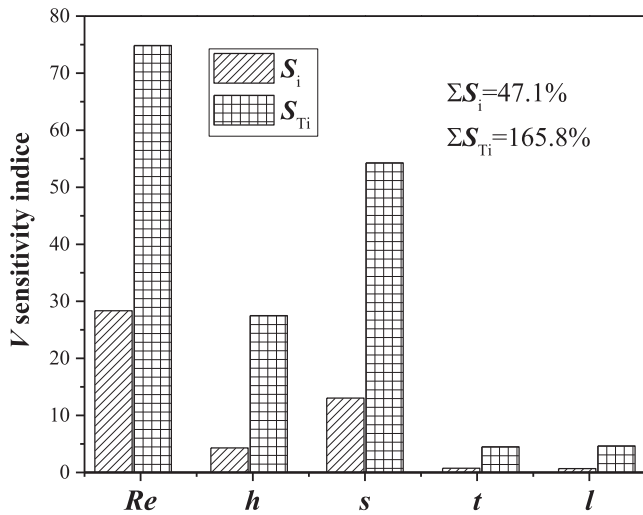 80
70
60
50
40
30
20
10
0
V sensitivity indice
Si
STi
ΣSi=47.1%
ΣSTi=165.8%
Re h s t l